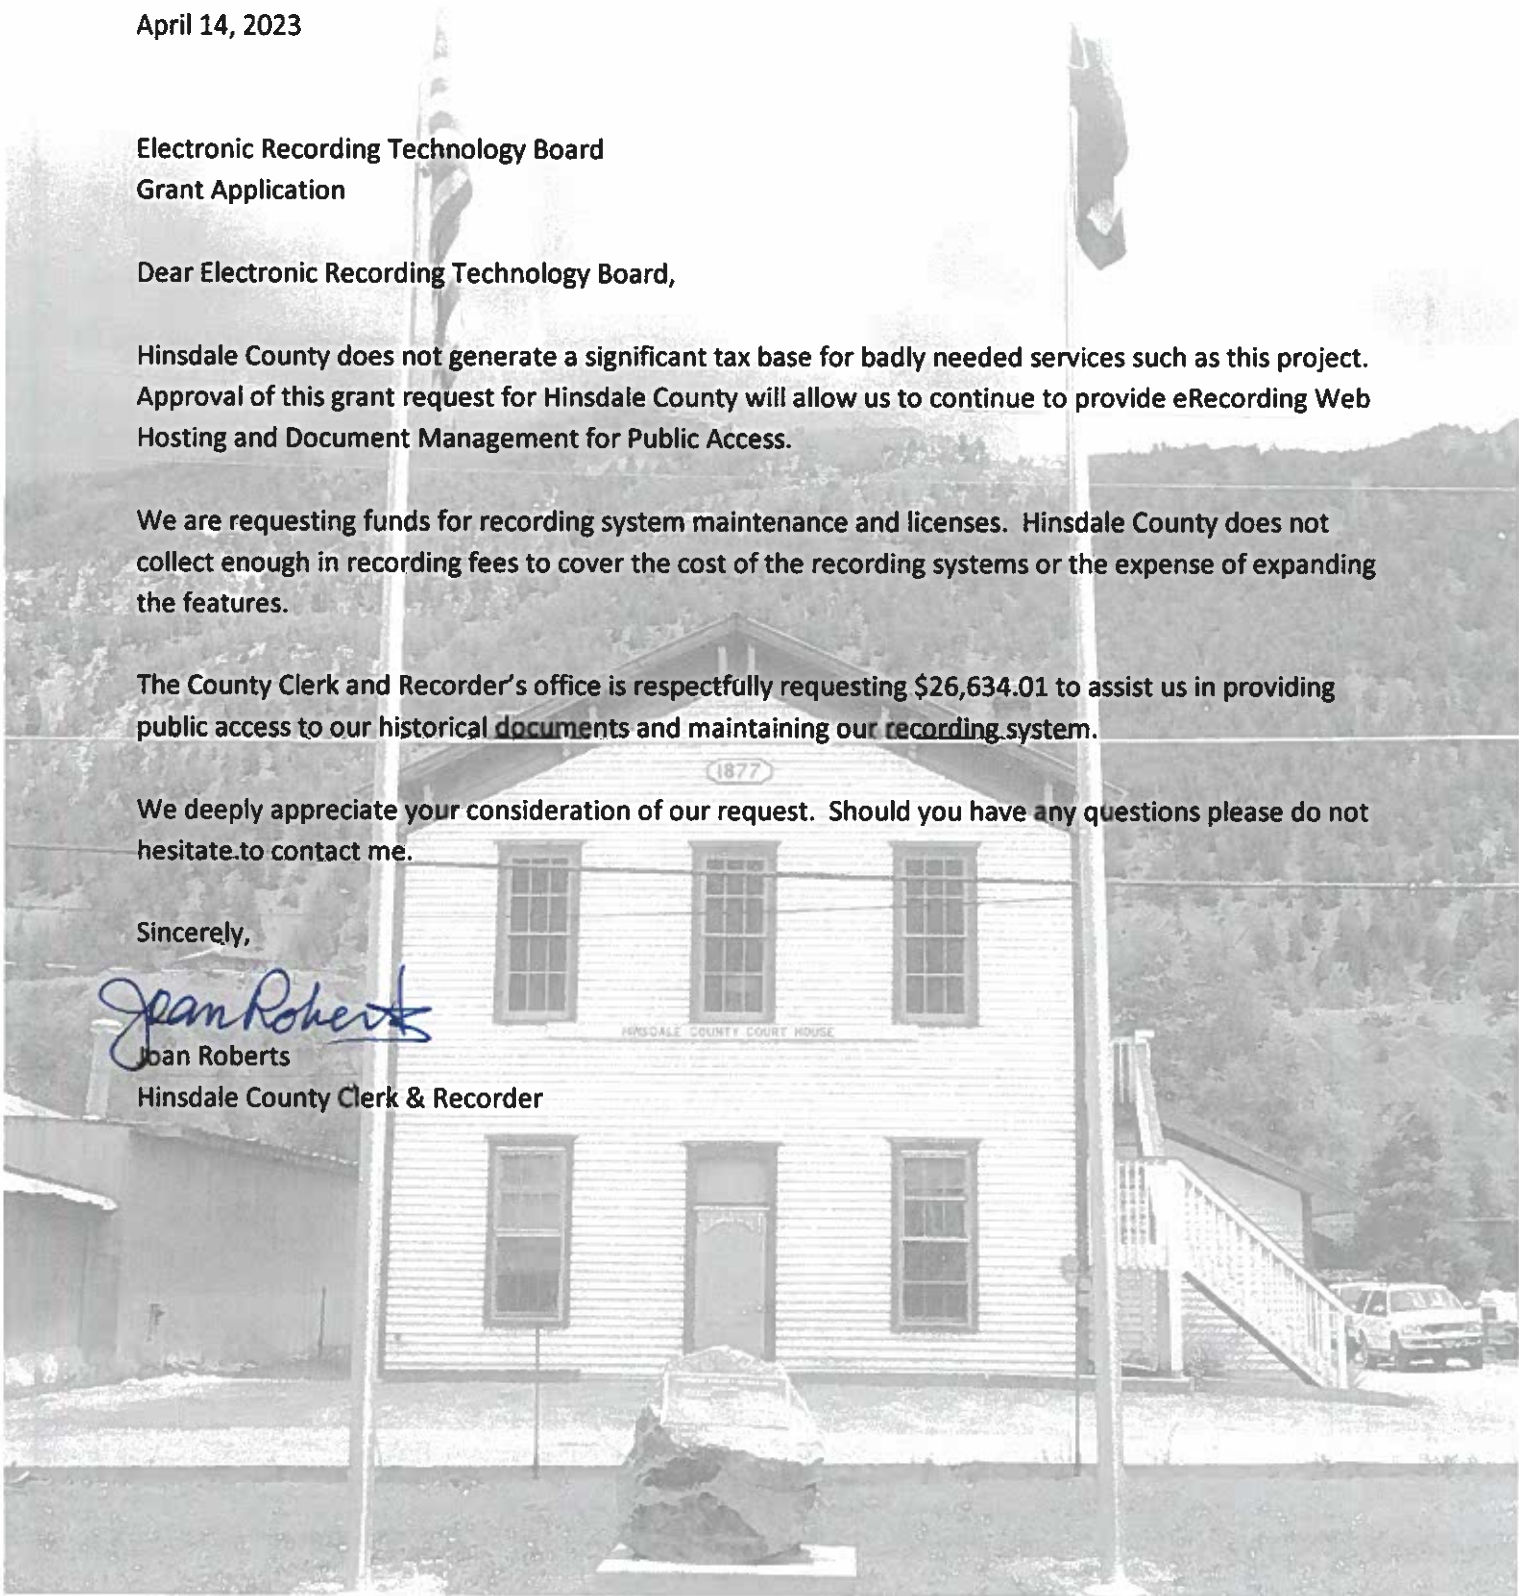 April 14, 2023
Electronic Recording Technology Board
Grant Application
Dear Electronic Recording Technology Board,
Hinsdale County does not generate a significant tax base for badly needed services such as this project.
Approval of this grant request for Hinsdale County will allow us to continue to provide eRecording Web
Hosting and Document Management for Public Access.
We are requesting funds for recording system maintenance and licenses. Hinsdale County does not
collect enough in recording fees to cover the cost of the recording systems or the expense of expanding
the features.
The County Clerk and Recorder's office is respectfully requesting $26,634.01 to assist us in providing
public access to our historical documents and maintaining our recording system.
1877
We deeply appreciate your consideration of our request. Should you have any questions please do not
hesitate to contact me.
Sincerely,
Joan Roberts
HINSDALE COUNTY COURT HOUSE
Joan Roberts
Hinsdale County Clerk & Recorder